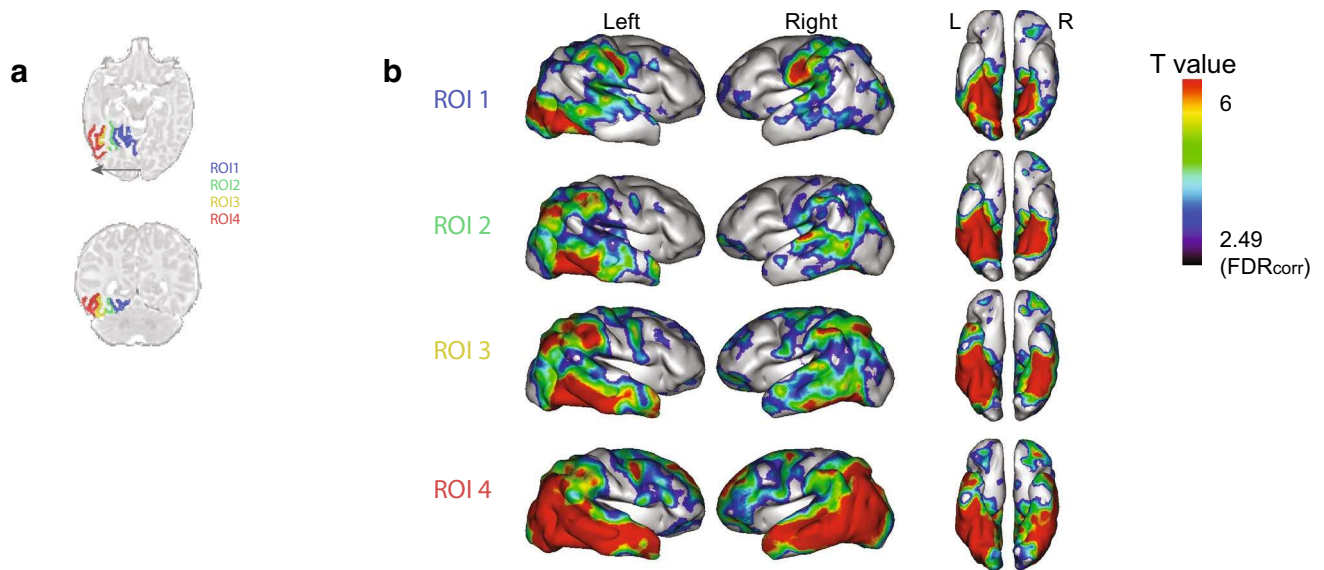 a
ROI1
ROI2
ROI3
ROI4
b
Left
Right
L
R
ROI 1
ROI 2
ROI 3
ROI 4
T value
6
2.49
(FDRcorr)